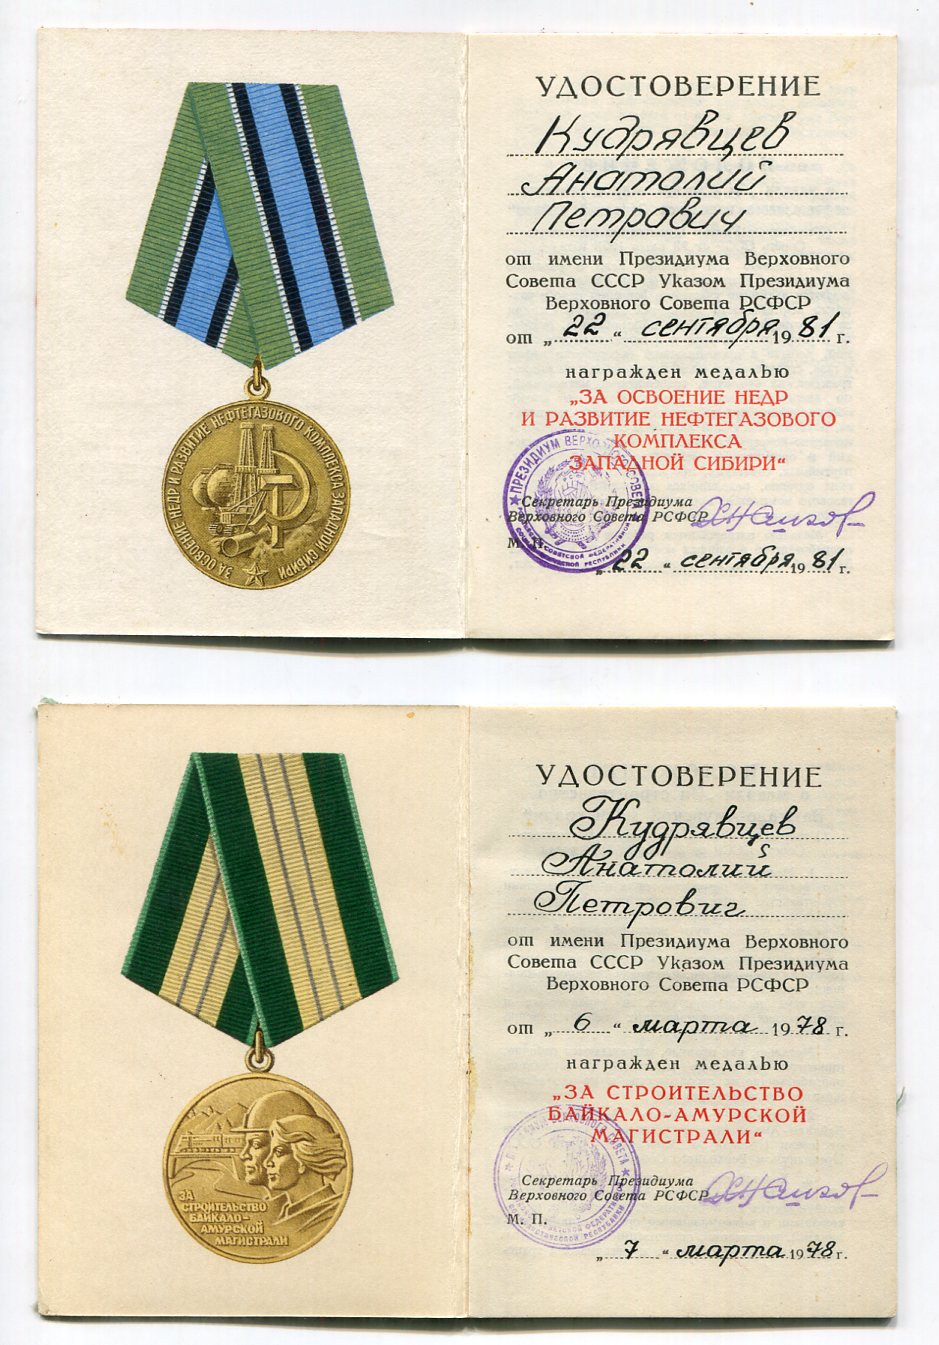 УДОСТОВЕРЕНИЕ
Кудрявцев
Анатолий
Петрович
от имени Президиума Верховного
Совета СССР Указом Президиума
Верховного Совета РСФСР
от „22“ сентября 1981 г.
награжден медалью
„ЗА ОСВОЕНИЕ НЕДР
И РАЗВИТИЕ НЕФТЕГАЗОВОГО
КОМПЛЕКСА
ЗАПАДНОЙ СИБИРИ“
Секретарь Президиума
Верховного Совета РСФСР
М. П.
„22“ сентября 1981 г.
ЗА ОСВОЕНИЕ НЕДР И РАЗВИТИЕ НЕФТЕГАЗОВОГО КОМПЛЕКСА ЗАПАДНОЙ СИБИРИ
ПРЕЗИДИУМ ВЕРХОВНОГО СОВЕТА
УДОСТОВЕРЕНИЕ
Кудрявцев
Анатолий
Петрович
от имени Президиума Верховного
Совета СССР Указом Президиума
Верховного Совета РСФСР
от „6“ марта 1978 г.
награжден медалью
„ЗА СТРОИТЕЛЬСТВО
БАЙКАЛО-АМУРСКОЙ
МАГИСТРАЛИ“
Секретарь Президиума
Верховного Совета РСФСР
М. П.
„7“ марта 1978 г.
ЗА
СТРОИТЕЛЬСТВО
БАЙКАЛО-
АМУРСКОЙ
МАГИСТРАЛИ